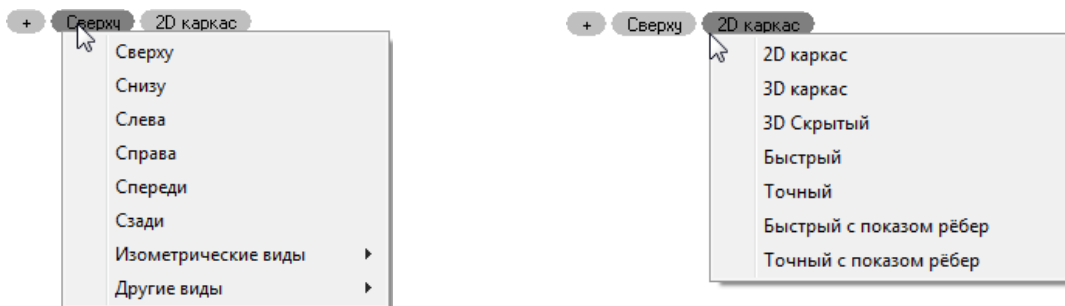 + Сверху 2D каркас
Сверху
Снизу
Слева
Справа
Спереди
Сзади
Изометрические виды
Другие виды
+ Сверху 2D каркас
2D каркас
3D каркас
3D Скрытый
Быстрый
Точный
Быстрый с показом рёбер
Точный с показом рёбер